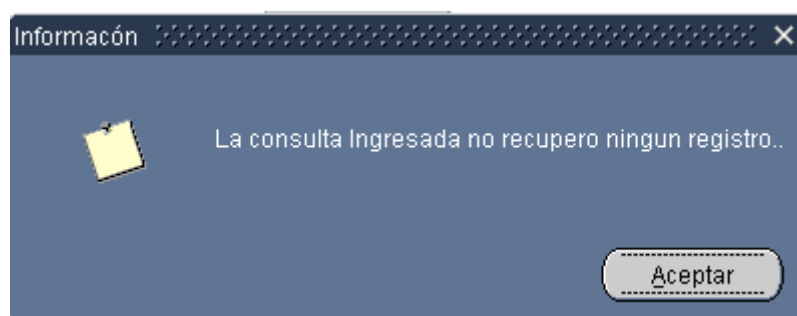 Informacón
La consulta Ingresada no recupero ningun registro..
Aceptar